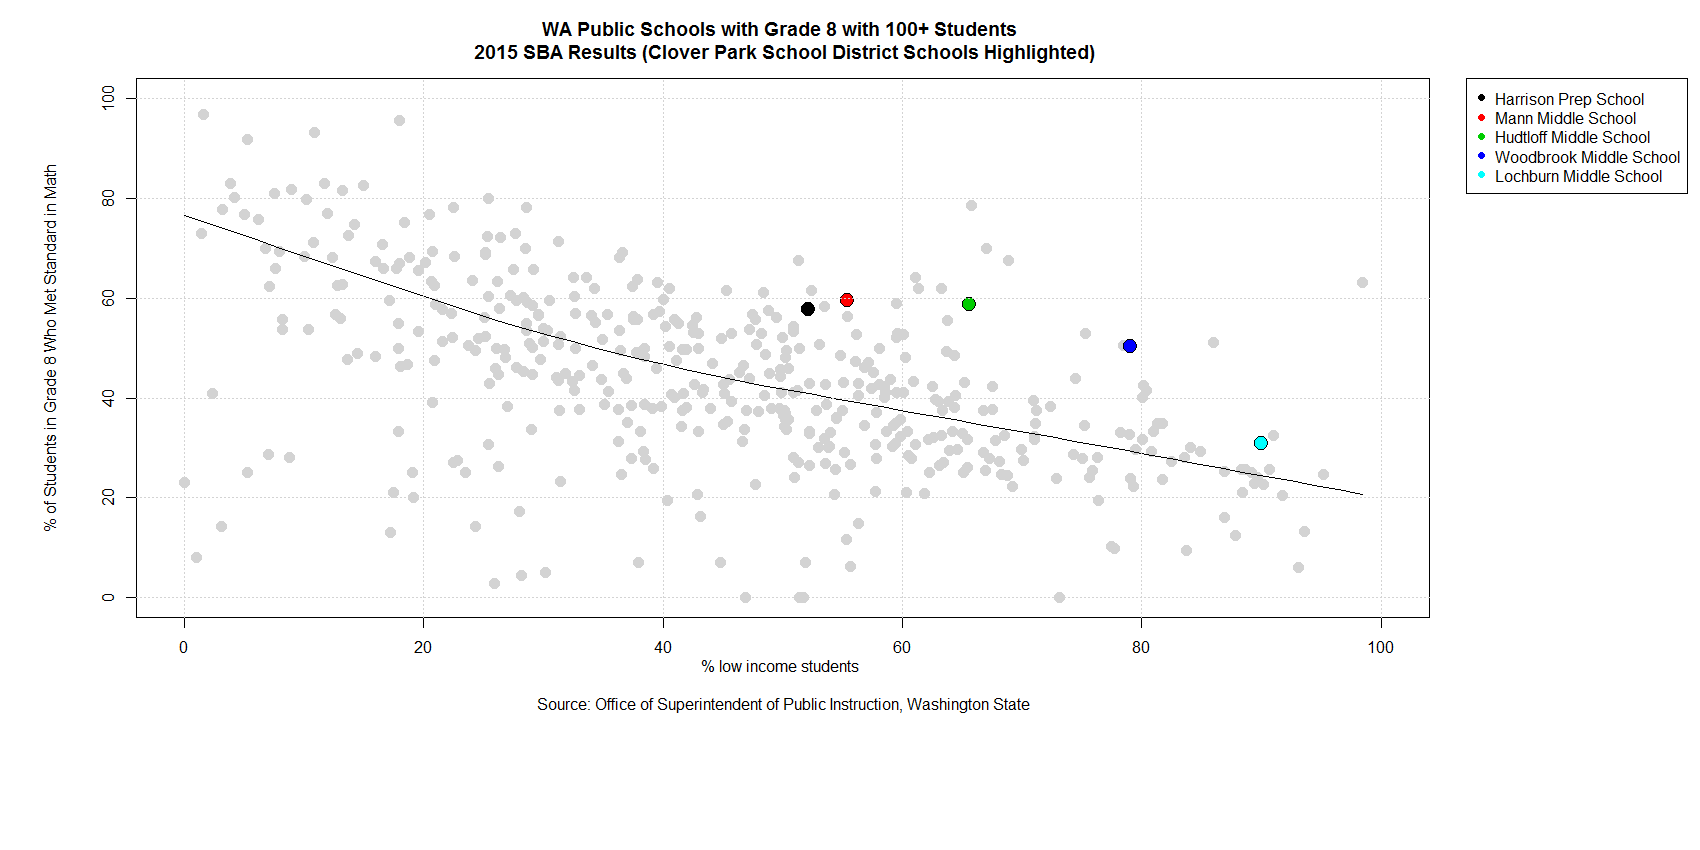 WA Public Schools with Grade 8 with 100+ Students
2015 SBA Results (Clover Park School District Schools Highlighted)
% of Students in Grade 8 Who Met Standard in Math
100
80
60
40
20
0
0
20
40
60
80
100
% low income students
Source: Office of Superintendent of Public Instruction, Washington State
Harrison Prep School
Mann Middle School
Hudtloff Middle School
Woodbrook Middle School
Lochburn Middle School